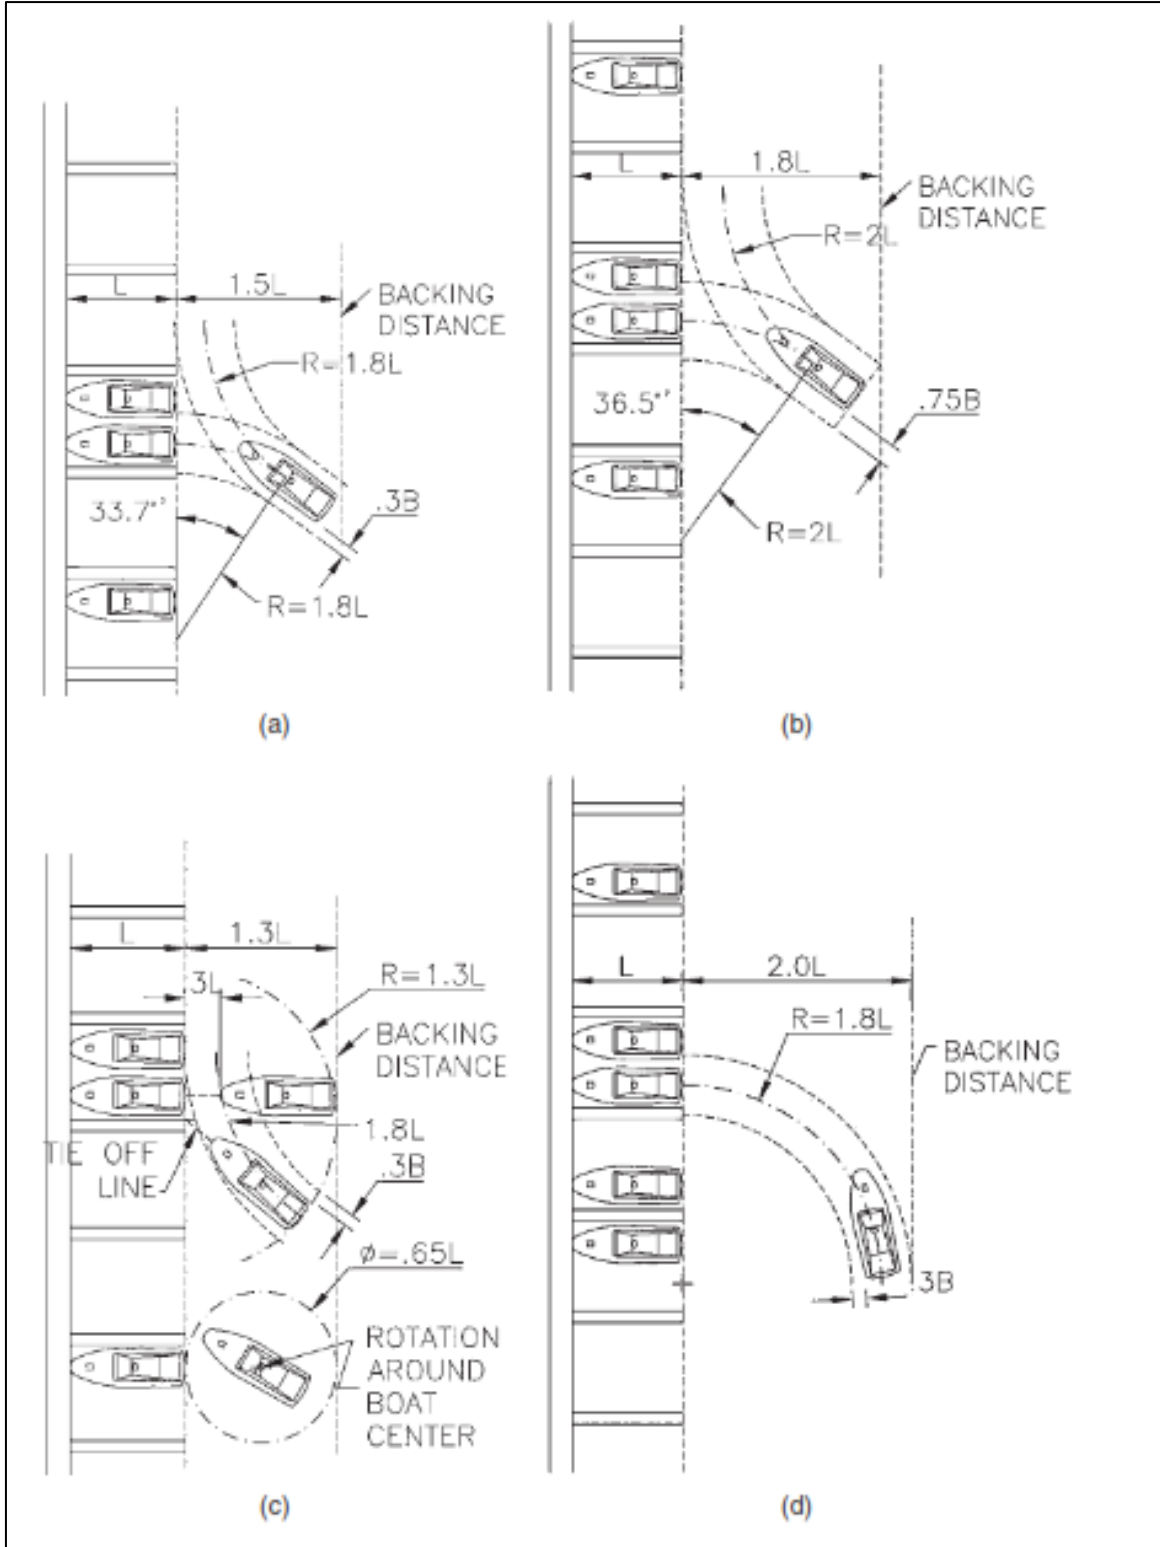 L
1.5L
BACKING
DISTANCE
R=1.8L
33.7°
.3B
R=1.8L
(a)
L
1.8L
BACKING
DISTANCE
R=2L
36.5°
.75B
R=2L
(b)
L
1.3L
3L
R=1.3L
BACKING
DISTANCE
1.8L
TIE OFF
LINE
.3B
ø=.65L
ROTATION
AROUND
BOAT
CENTER
(c)
L
2.0L
R=1.8L
BACKING
DISTANCE
3B
(d)